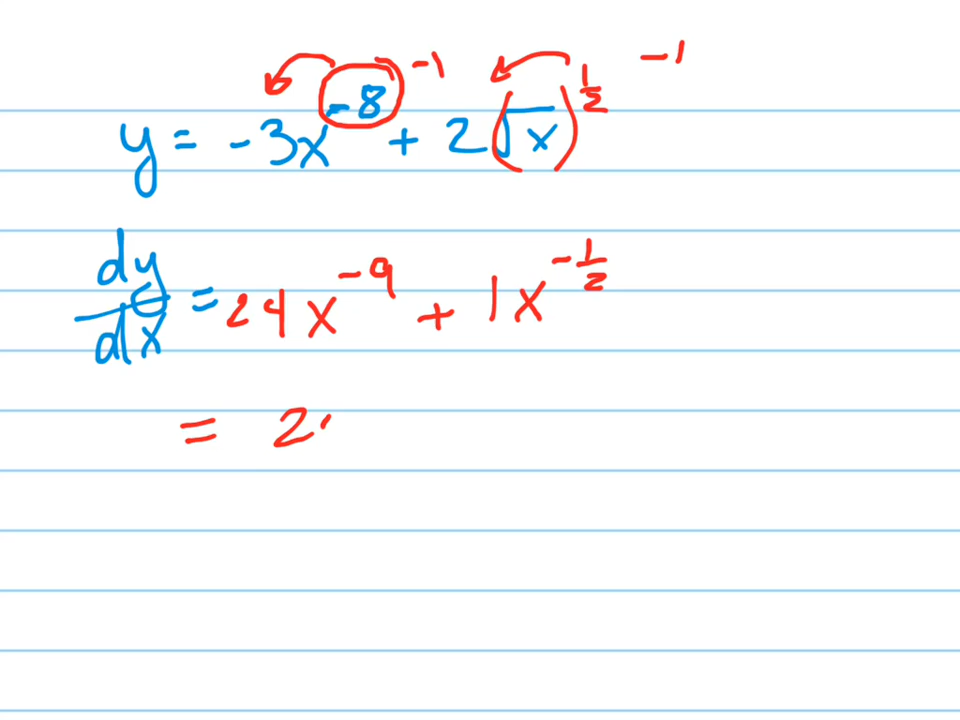 y = -3x^{-8} -1 + 2(√x)^{1/2} -1
dy/dx = 24x^{-9} + 1x^{-1/2}
= 2